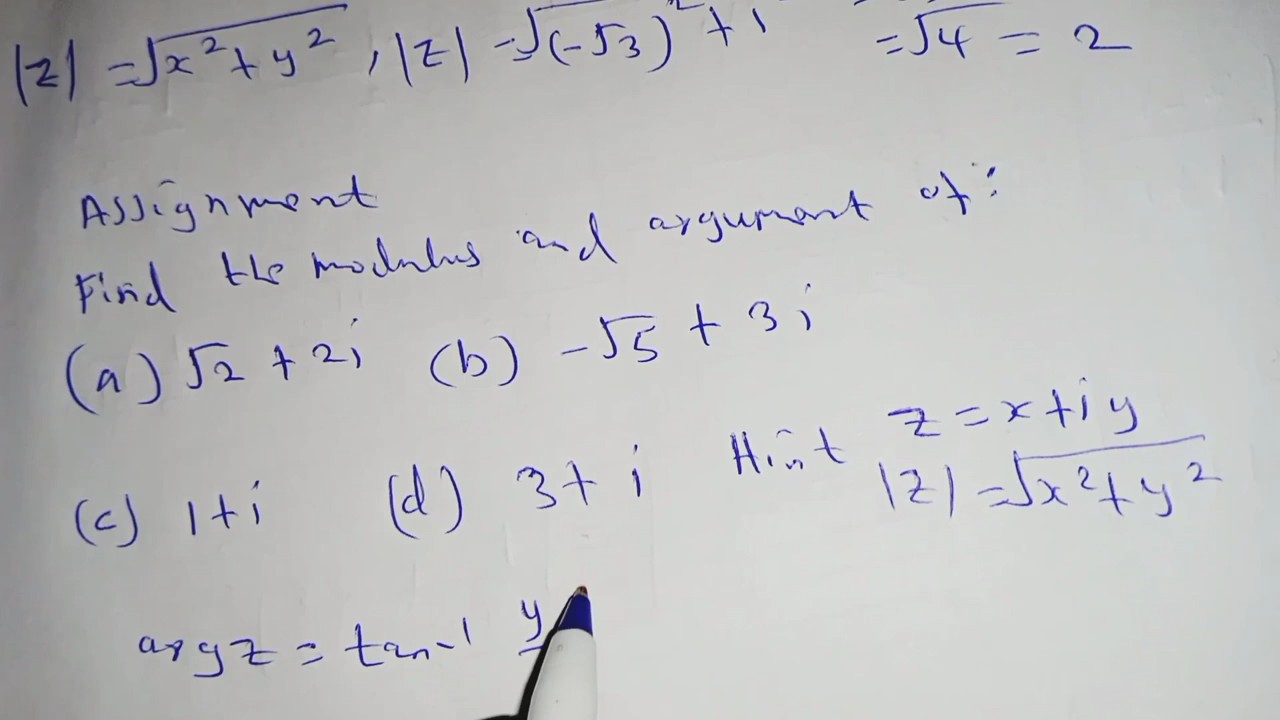 |z| = √x² + y² , |z| = √(-√3)² + 1 = √4 = 2
Assignment
Find the modulus and argument of:
(a) √2 + 2i (b) -√5 + 3i
(c) 1 + i (d) 3 + i Hint z = x + iy
|z| = √x² + y²
arg z = tan-1 y